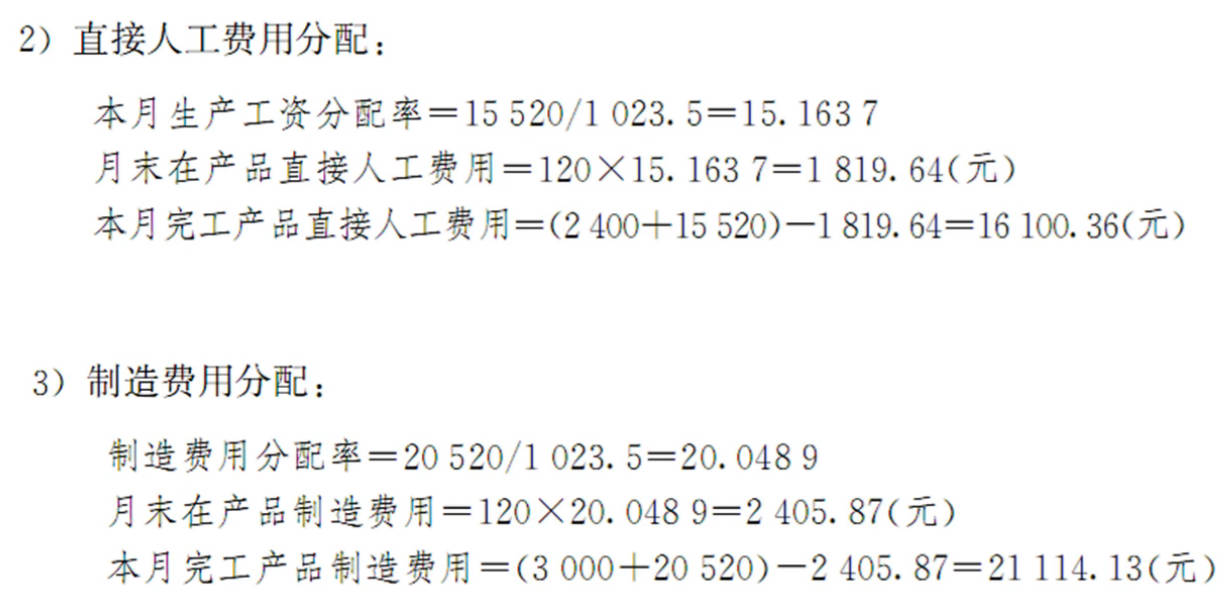 2）直接人工费用分配：
本月生产工资分配率＝15 520/1 023.5＝15.163 7
月末在产品直接人工费用＝120×15.163 7＝1 819.64(元)
本月完工产品直接人工费用＝(2 400＋15 520)－1 819.64＝16 100.36(元)
3）制造费用分配：
制造费用分配率＝20 520/1 023.5＝20.048 9
月末在产品制造费用＝120×20.048 9＝2 405.87(元)
本月完工产品制造费用＝(3 000＋20 520)－2 405.87＝21 114.13(元)